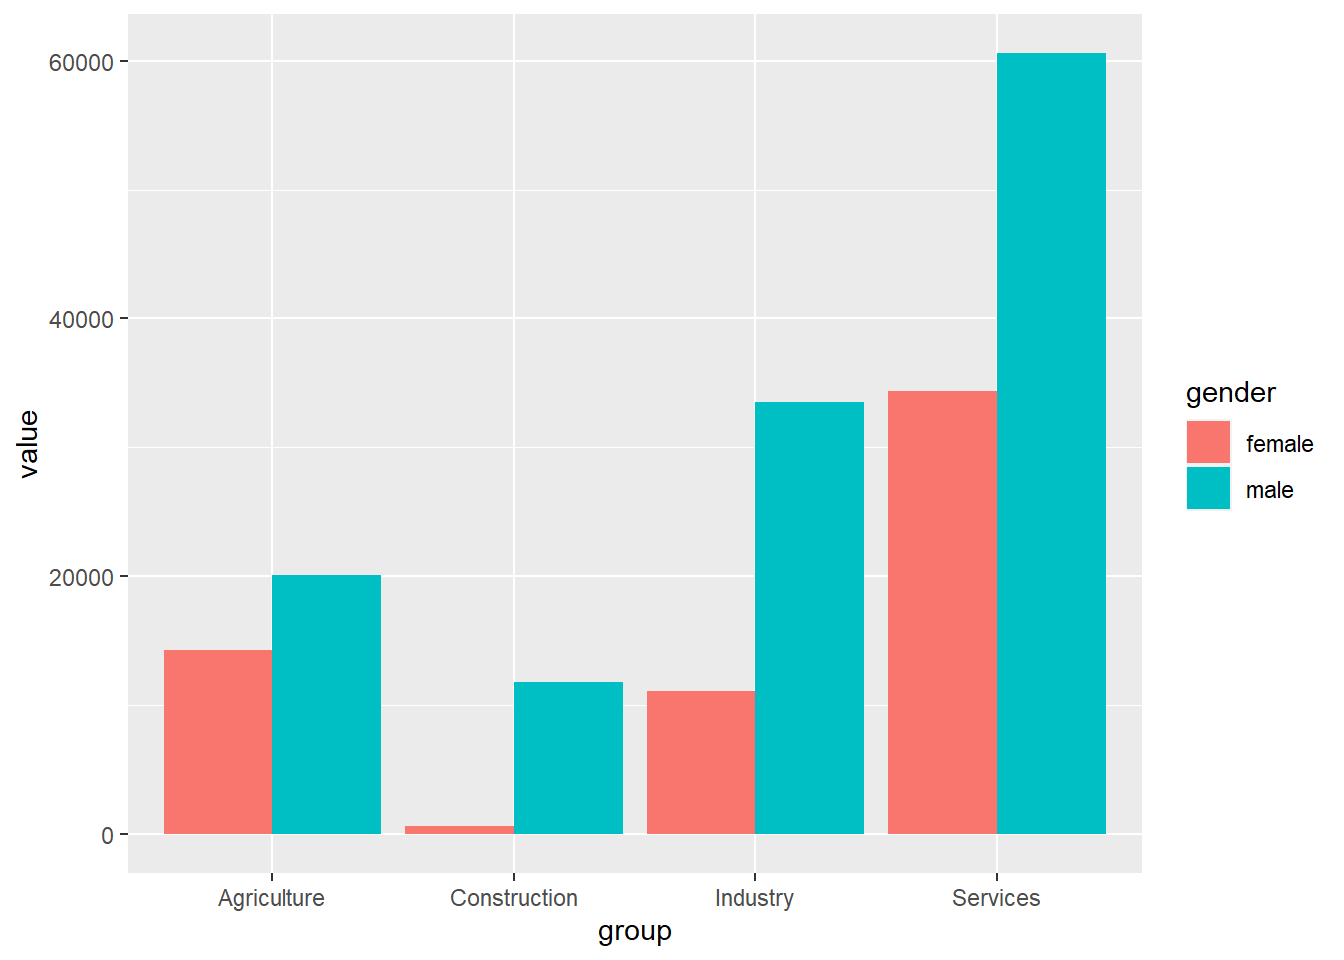 60000
40000
20000
0
value
Agriculture
Construction
Industry
Services
group
gender
female
male